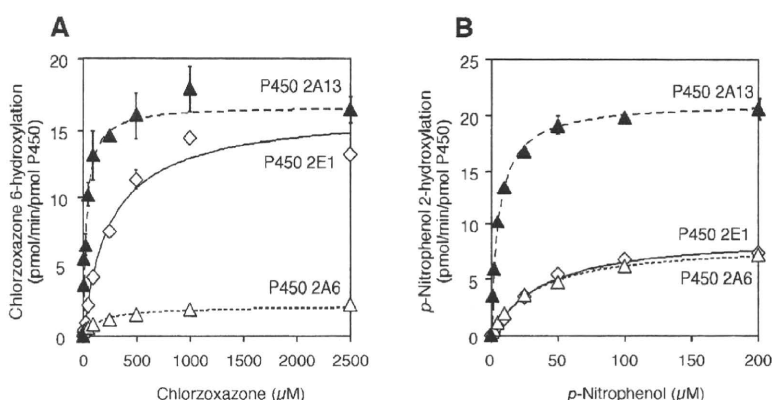 A
Chlorzoxazone 6-hydroxylation
(pmol/min/pmol P450)
20
15
10
5
0
P450 2A13
P450 2E1
P450 2A6
0 500 1000 1500 2000 2500
Chlorzoxazone (µM)
B
p-Nitrophenol 2-hydroxylation
(pmol/min/pmol P450)
25
20
15
10
5
0
P450 2A13
P450 2E1
P450 2A6
0 50 100 150 200
p-Nitrophenol (µM)